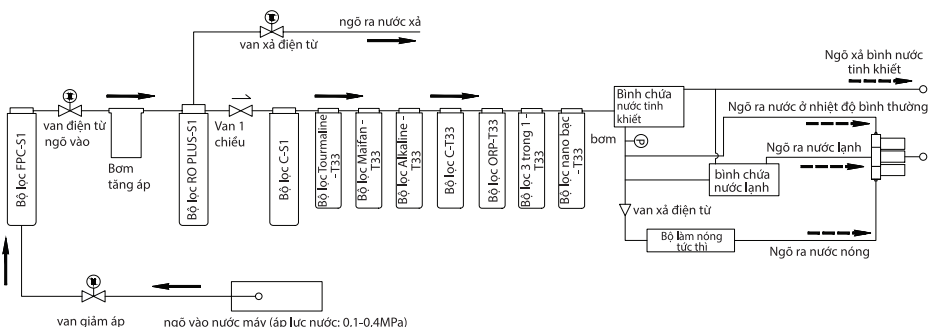 ngõ ra nước xả
van xả điện từ
Ngõ xả bình nước
tinh khiết
Bình chứa
nước tinh
khiết
Ngõ ra nước ở nhiệt độ bình thường
van điện từ
ngõ vào
Bơm
tăng áp
Van 1
chiều
bơm
P
Ngõ ra nước lạnh
bình chứa
nước lạnh
Bộ lọc FPC-S1
Bộ lọc RO PLUS-S1
Bộ lọc C-S1
Bộ lọc Tourmaline
-T33
Bộ lọc Maifan -
T33
Bộ lọc Alkaline -
T33
Bộ lọc C-T33
Bộ lọc ORP-T33
Bộ lọc 3 trong 1 -
T33
Bộ lọc nano bạc
- T33
van xả điện từ
Bộ làm nóng
tức thì
Ngõ ra nước nóng
van giảm áp
ngõ vào nước máy (áp lực nước: 0,1-0,4MPa)